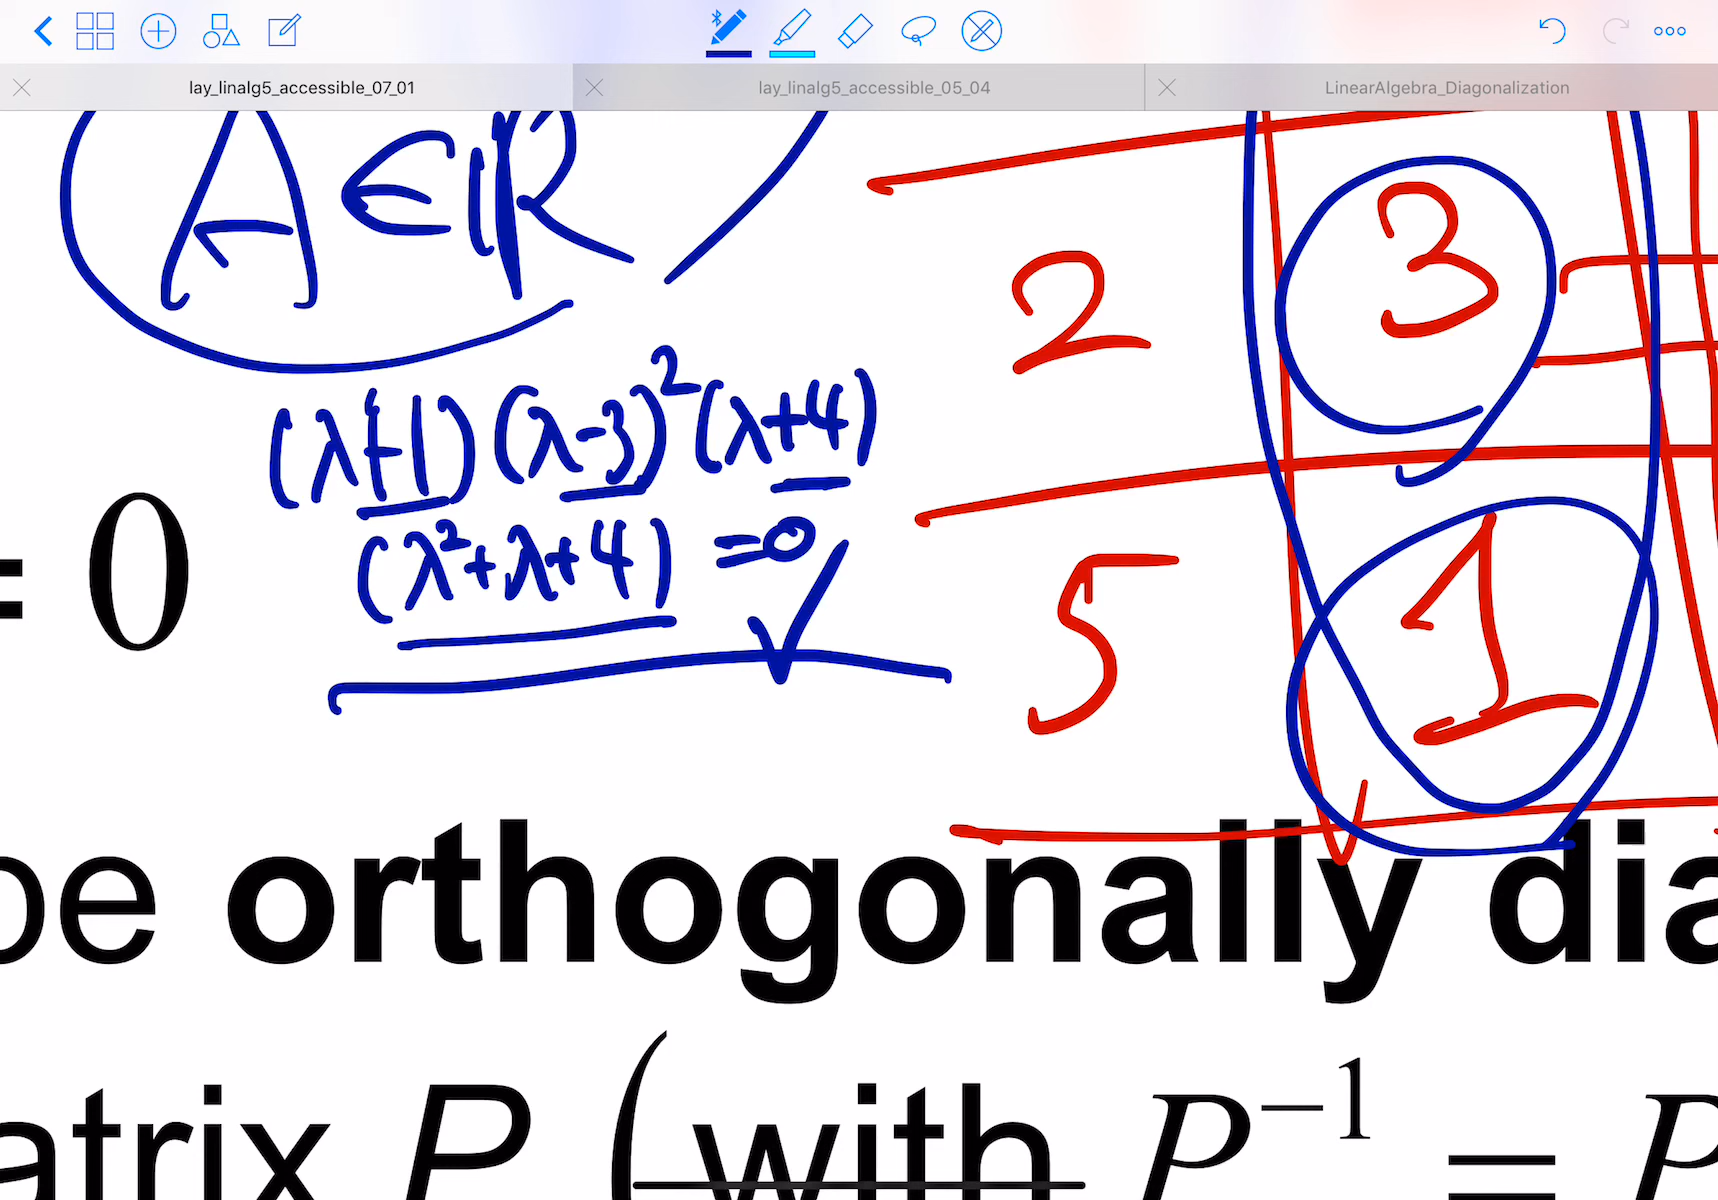 lay_linalg5_accessible_07_01 lay_linalg5_accessible_05_04 LinearAlgebra_Diagonalization
A∈ℝ
2 3
(λ+1)(λ-3)²(λ+4)
(λ²+λ+4) =0
= 0
5 1
be orthogonally dia
atrix P (with P⁻¹ = P